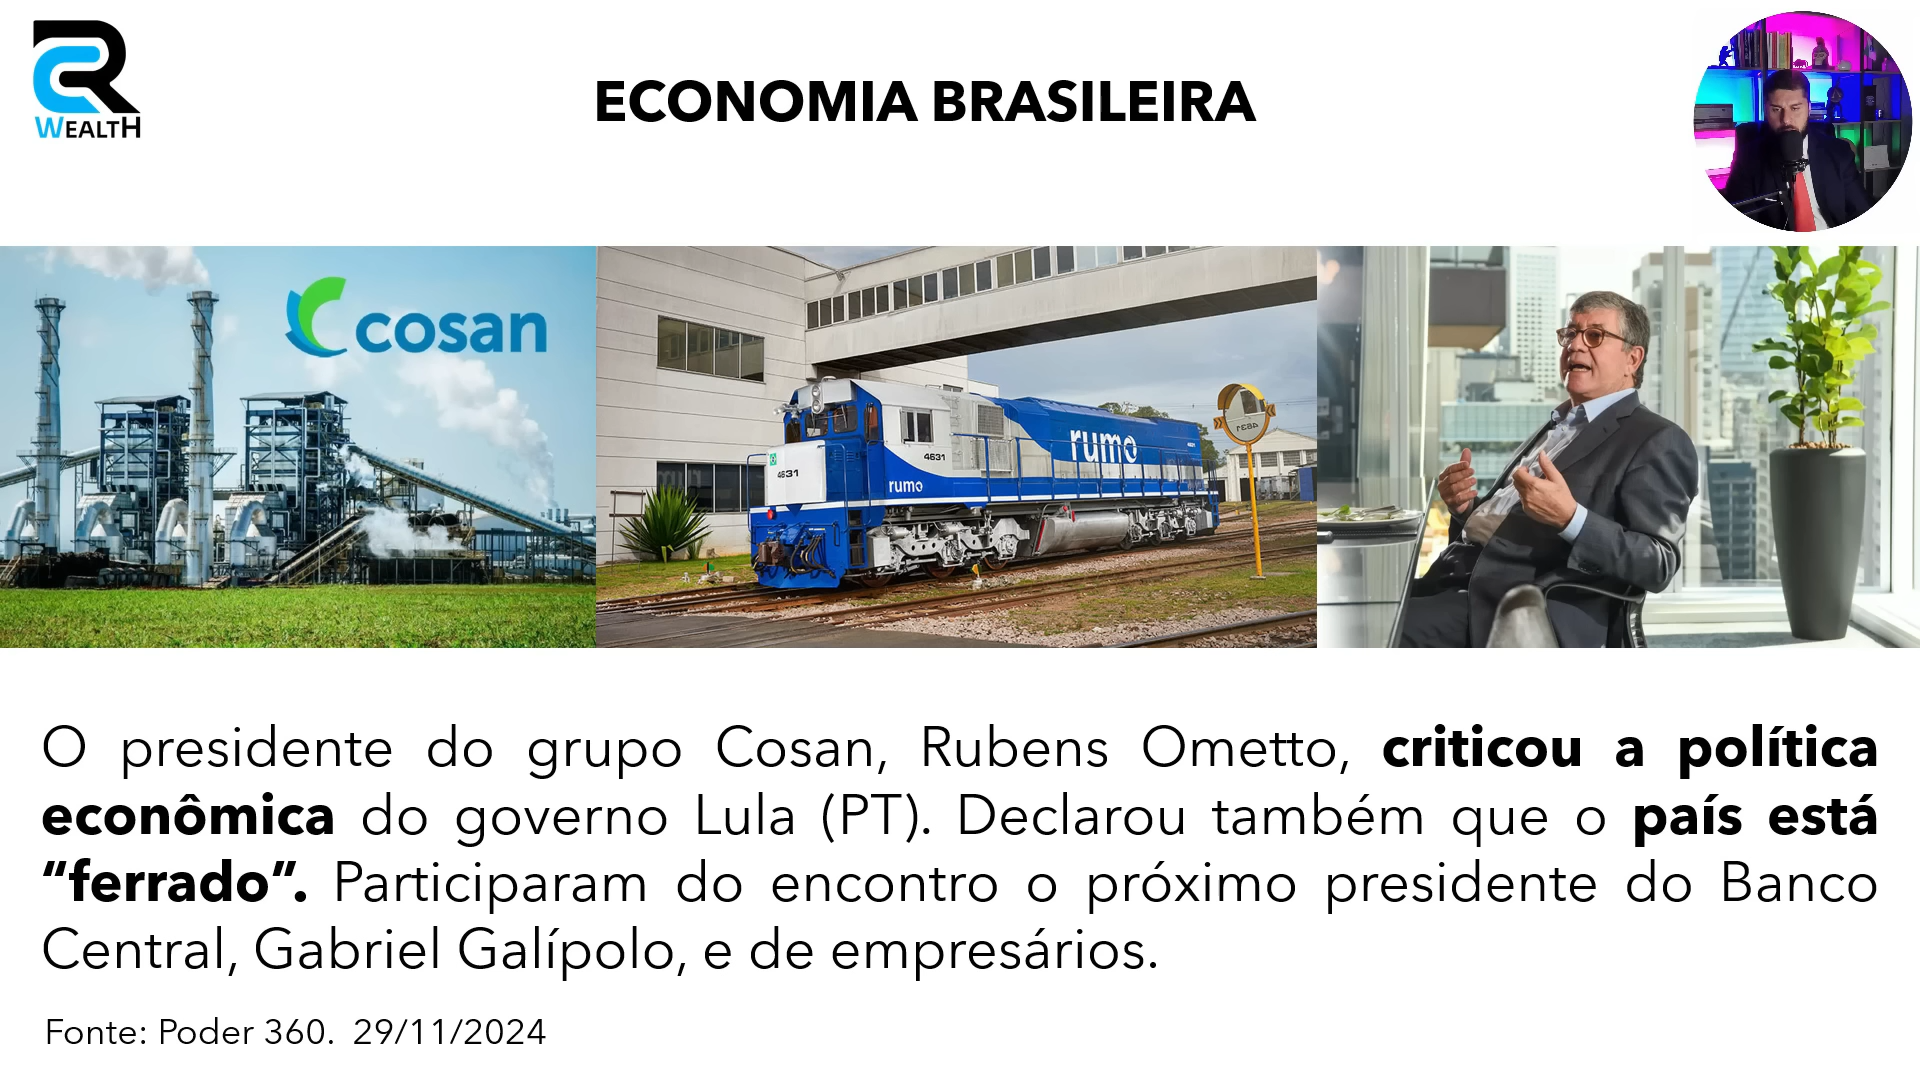 WEALTH
ECONOMIA BRASILEIRA
cosan
rumo
4631
4631
4631
rumo
4631
O presidente do grupo Cosan, Rubens Ometto, criticou a política
econômica do governo Lula (PT). Declarou também que o país está
“ferrado”. Participaram do encontro o próximo presidente do Banco
Central, Gabriel Galípolo, e de empresários.
Fonte: Poder 360. 29/11/2024